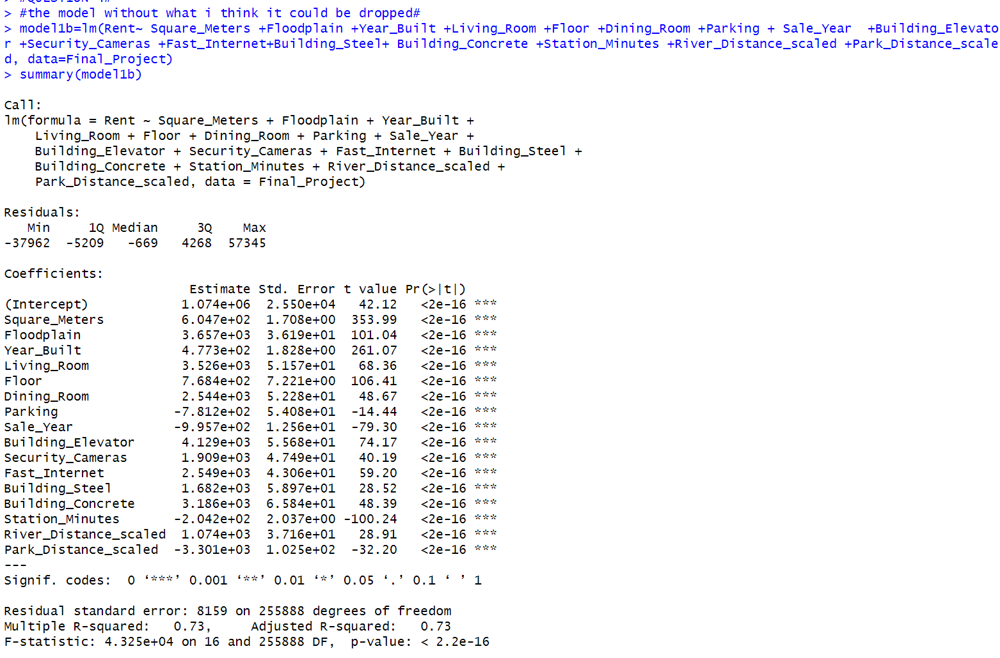 > #QUESTION 4#
> #the model without what i think it could be dropped#
> model1b=lm(Rent~ Square_Meters +Floodplain +Year_Built +Living_Room +Floor +Dining_Room +Parking + Sale_Year  +Building_Elevato
r +Security_Cameras +Fast_Internet+Building_Steel+ Building_Concrete +Station_Minutes +River_Distance_scaled +Park_Distance_scale
d, data=Final_Project)
> summary(model1b)
Call:
lm(formula = Rent ~ Square_Meters + Floodplain + Year_Built +
    Living_Room + Floor + Dining_Room + Parking + Sale_Year +
    Building_Elevator + Security_Cameras + Fast_Internet + Building_Steel +
    Building_Concrete + Station_Minutes + River_Distance_scaled +
    Park_Distance_scaled, data = Final_Project)
Residuals:
   Min     1Q Median     3Q    Max
-37962  -5209   -669   4268  57345
Coefficients:
                        Estimate Std. Error t value Pr(>|t|)
(Intercept)            1.074e+06  2.550e+04   42.12   <2e-16 ***
Square_Meters          6.047e+02  1.708e+00  353.99   <2e-16 ***
Floodplain             3.657e+03  3.619e+01  101.04   <2e-16 ***
Year_Built             4.773e+02  1.828e+00  261.07   <2e-16 ***
Living_Room            3.526e+03  5.157e+01   68.36   <2e-16 ***
Floor                  7.684e+02  7.221e+00  106.41   <2e-16 ***
Dining_Room            2.544e+03  5.228e+01   48.67   <2e-16 ***
Parking               -7.812e+02  5.408e+01  -14.44   <2e-16 ***
Sale_Year             -9.957e+02  1.256e+01  -79.30   <2e-16 ***
Building_Elevator      4.129e+03  5.568e+01   74.17   <2e-16 ***
Security_Cameras       1.909e+03  4.749e+01   40.19   <2e-16 ***
Fast_Internet          2.549e+03  4.306e+01   59.20   <2e-16 ***
Building_Steel         1.682e+03  5.897e+01   28.52   <2e-16 ***
Building_Concrete      3.186e+03  6.584e+01   48.39   <2e-16 ***
Station_Minutes       -2.042e+02  2.037e+00 -100.24   <2e-16 ***
River_Distance_scaled  1.074e+03  3.716e+01   28.91   <2e-16 ***
Park_Distance_scaled  -3.301e+03  1.025e+02  -32.20   <2e-16 ***
---
Signif. codes:  0 ‘***’ 0.001 ‘**’ 0.01 ‘*’ 0.05 ‘.’ 0.1 ‘ ’ 1
Residual standard error: 8159 on 255888 degrees of freedom
Multiple R-squared:   0.73,	Adjusted R-squared:   0.73
F-statistic: 4.325e+04 on 16 and 255888 DF,  p-value: < 2.2e-16